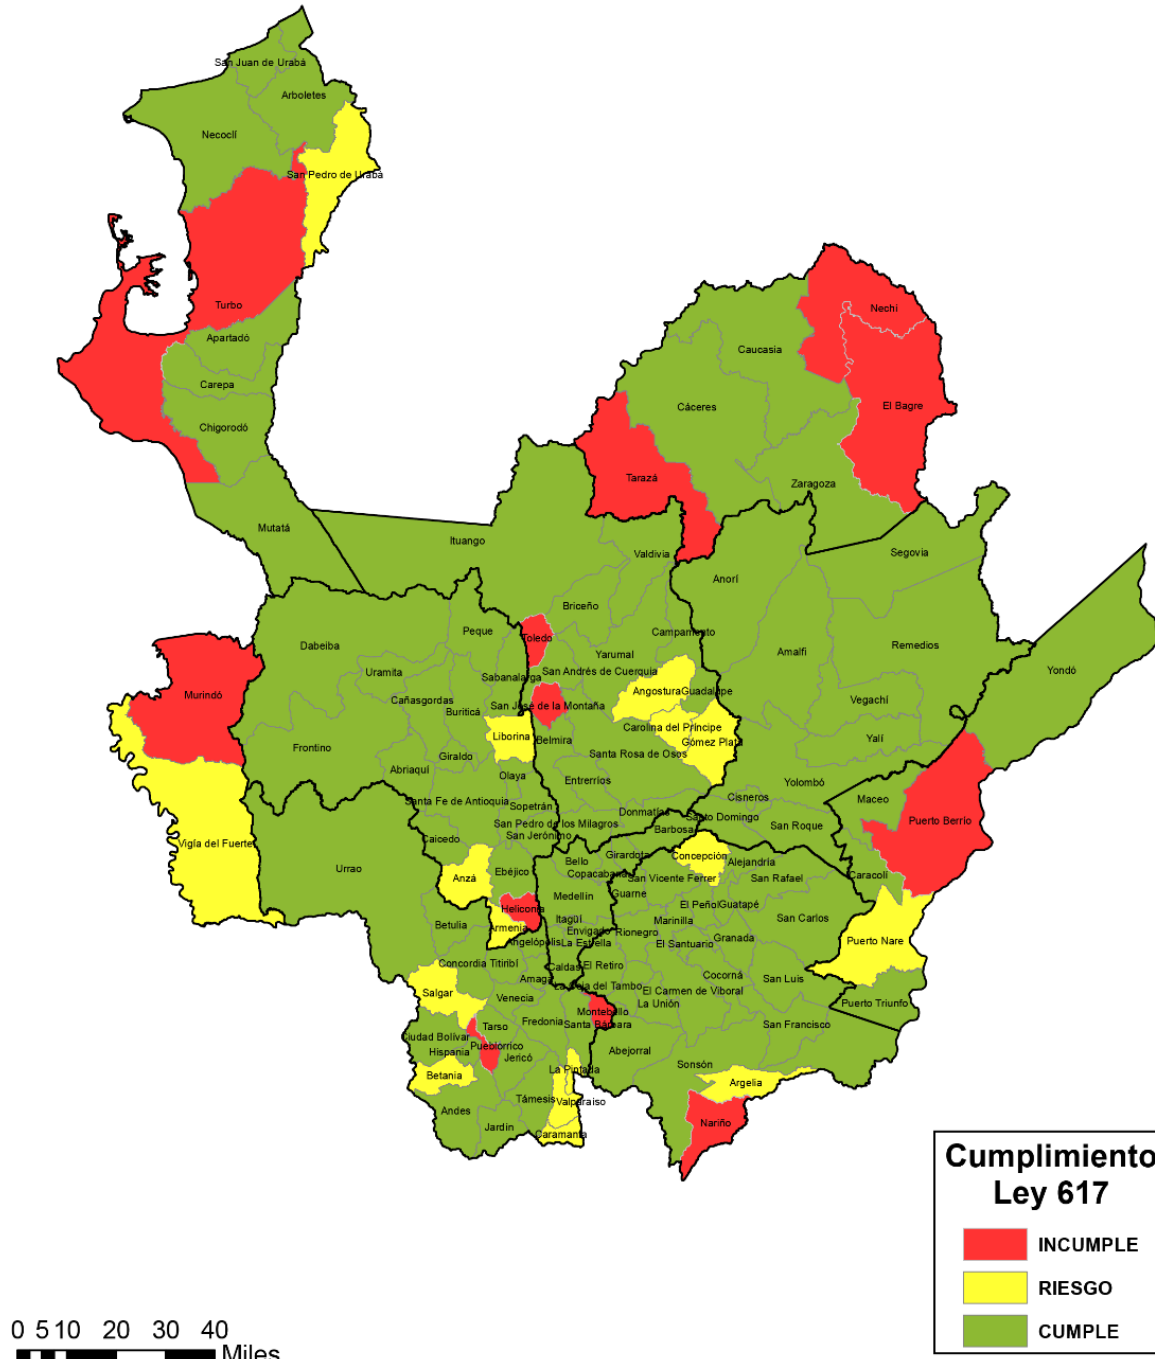 San Juan de Urabá
Arboletes
Necoclí
San Pedro de Urabá
Turbo
Apartadó
Carepa
Chigorodó
Mutatá
Nechí
Caucasia
El Bagre
Cáceres
Tarazá
Zaragoza
Ituango
Valdivia
Segovia
Anorí
Briceño
Peque
Toledo
Campamento
Dabeiba
Yarumal
Amalfi
Remedios
Uramita
Sabanalarga
San Andrés de Cuerquia
Yondó
Murindó
Cañasgordas
Angostura
Guadalupe
Vegachí
Buriticá
San José de la Montaña
Liborina
Belmira
Carolina del Príncipe
Gómez Plata
Yalí
Frontino
Giraldo
Santa Rosa de Osos
Abriaquí
Olaya
Entrerríos
Yolombó
Cisneros
Maceo
Santa Fe de Antioquia
Sopetrán
Donmatías
Santo Domingo
San Roque
Puerto Berrío
San Pedro de los Milagros
Barbosa
San Jerónimo
Caicedo
Vigía del Fuerte
Girardota
Concepción
Bello
Alejandría
Urrao
Anzá
Ebéjico
Copacabana
San Vicente Ferrer
San Rafael
Caracolí
Medellín
Guarne
El Peñol
Guatapé
Heliconia
Itagüí
Marinilla
San Carlos
Betulia
Armenia
Envigado
Rionegro
Granada
Puerto Nare
Angelópolis
La Estrella
El Santuario
Concordia
Titiribí
Caldas
El Retiro
Cocorná
San Luis
Amagá
La Ceja del Tambo
El Carmen de Viboral
Salgar
Venecia
La Unión
Puerto Triunfo
Montebello
Fredonia
Santa Bárbara
San Francisco
Tarso
Ciudad Bolívar
Pueblorrico
Hispania
Jericó
Abejorral
Sonsón
La Pintada
Betania
Argelia
Támesis
Valparaiso
Andes
Jardín
Caramanta
Nariño
Cumplimiento
Ley 617
INCUMPLE
RIESGO
CUMPLE
0 5 10 20 30 40
Miles